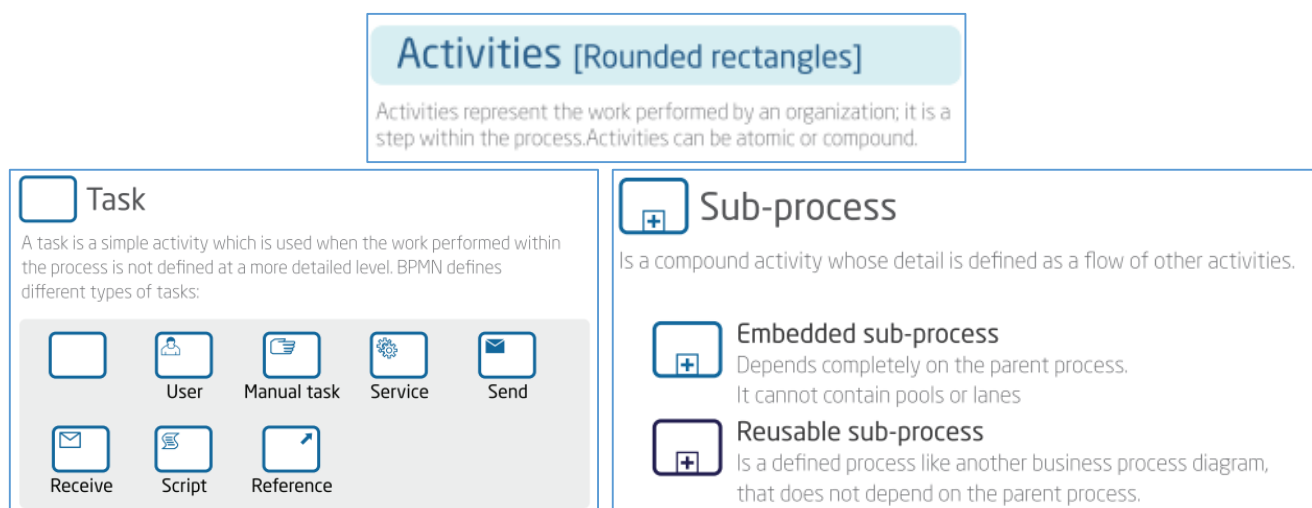 Activities [Rounded rectangles]
Activities represent the work performed by an organization; it is a
step within the process.Activities can be atomic or compound.
Task
A task is a simple activity which is used when the work performed within
the process is not defined at a more detailed level. BPMN defines
different types of tasks:
User
Manual task
Service
Send
Receive
Script
Reference
Sub-process
Is a compound activity whose detail is defined as a flow of other activities.
Embedded sub-process
Depends completely on the parent process.
It cannot contain pools or lanes
Reusable sub-process
Is a defined process like another business process diagram,
that does not depend on the parent process.